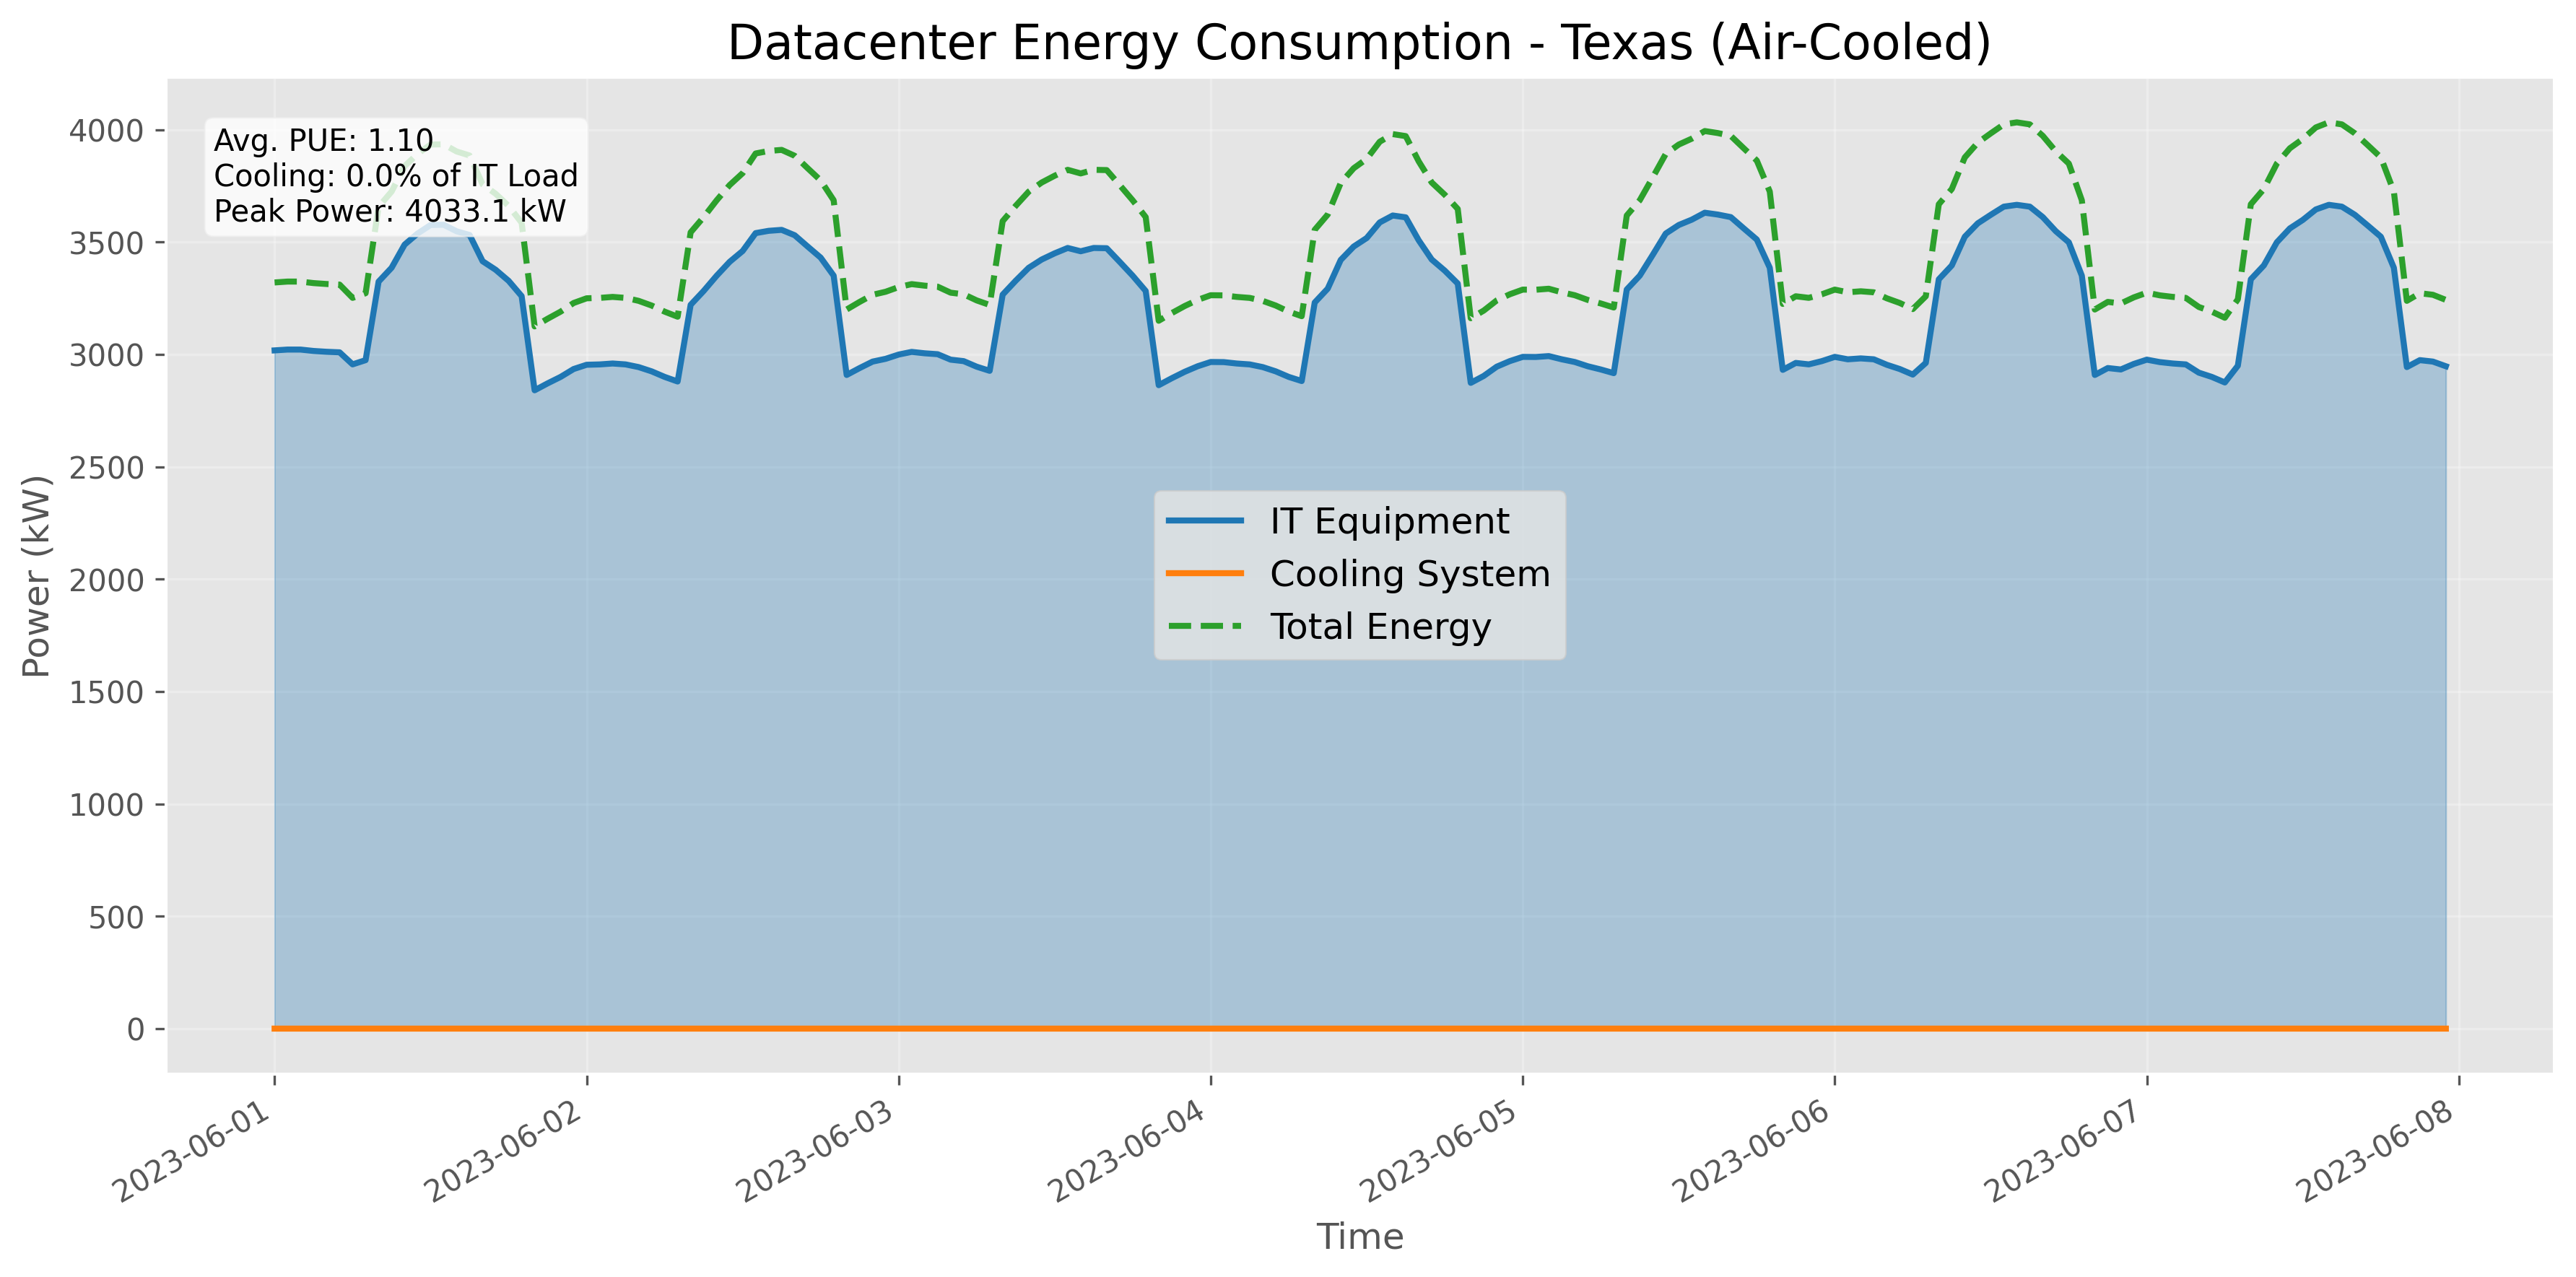 Datacenter Energy Consumption - Texas (Air-Cooled)
Avg. PUE: 1.10
Cooling: 0.0% of IT Load
Peak Power: 4033.1 kW
4000
3500
3000
2500
2000
1500
1000
500
0
Power (kW)
IT Equipment
Cooling System
Total Energy
2023-06-01
2023-06-02
2023-06-03
2023-06-04
2023-06-05
2023-06-06
2023-06-07
2023-06-08
Time